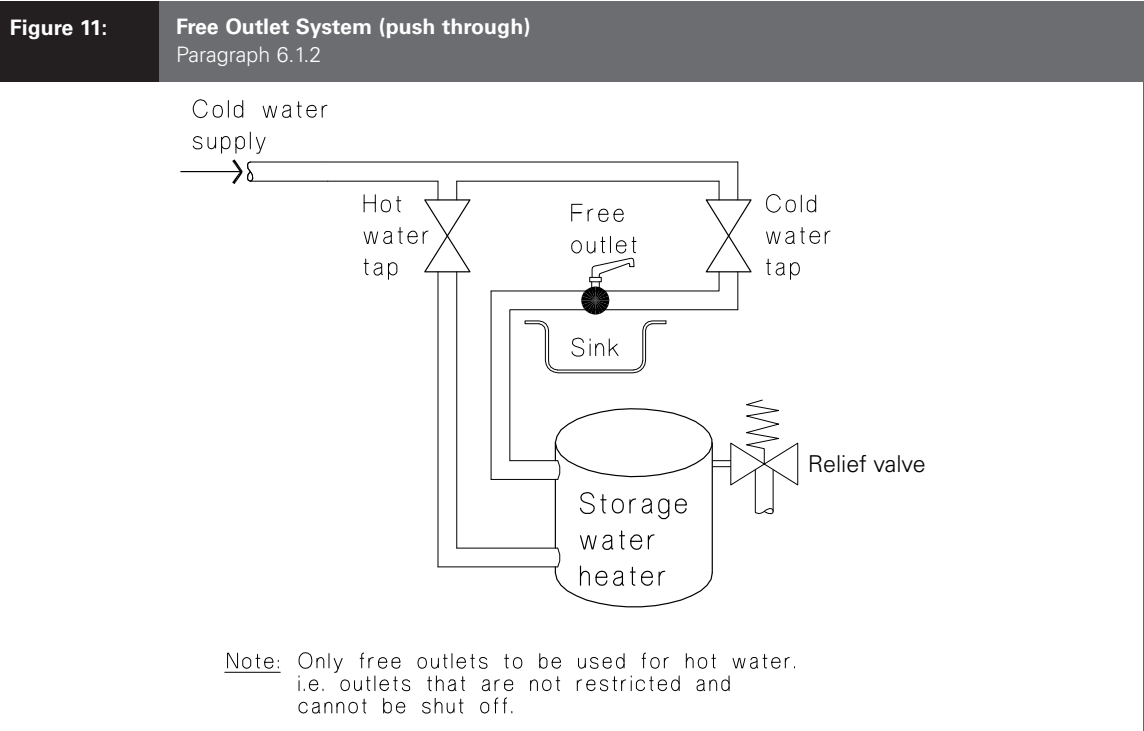 Figure 11:
Free Outlet System (push through)
Paragraph 6.1.2
Cold water
supply
Hot
water
tap
Free
outlet
Cold
water
tap
Sink
Relief valve
Storage
water
heater
Note: Only free outlets to be used for hot water.
i.e. outlets that are not restricted and
cannot be shut off.